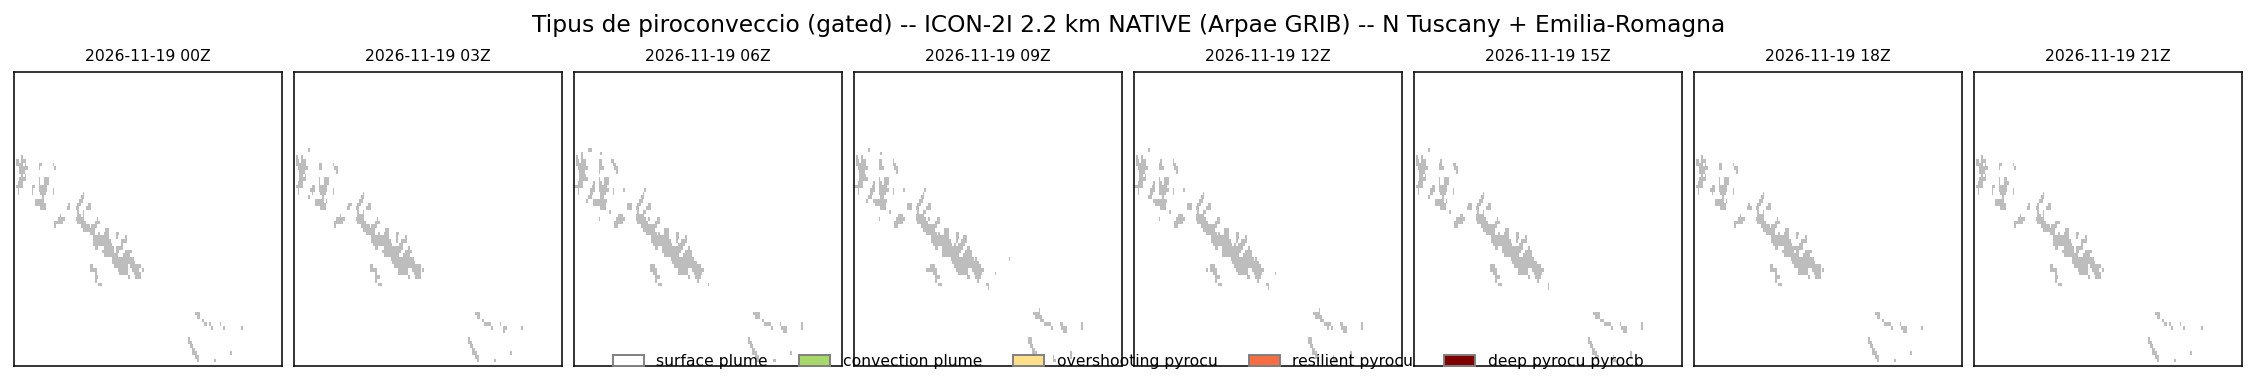 Tipus de piroconveccio (gated) -- ICON-2I 2.2 km NATIVE (Arpae GRIB) -- N Tuscany + Emilia-Romagna
2026-11-19 00Z
2026-11-19 03Z
2026-11-19 06Z
2026-11-19 09Z
2026-11-19 12Z
2026-11-19 15Z
2026-11-19 18Z
2026-11-19 21Z
surface plume
convection plume
overshooting pyrocu
resilient pyrocu
deep pyrocu pyrocb